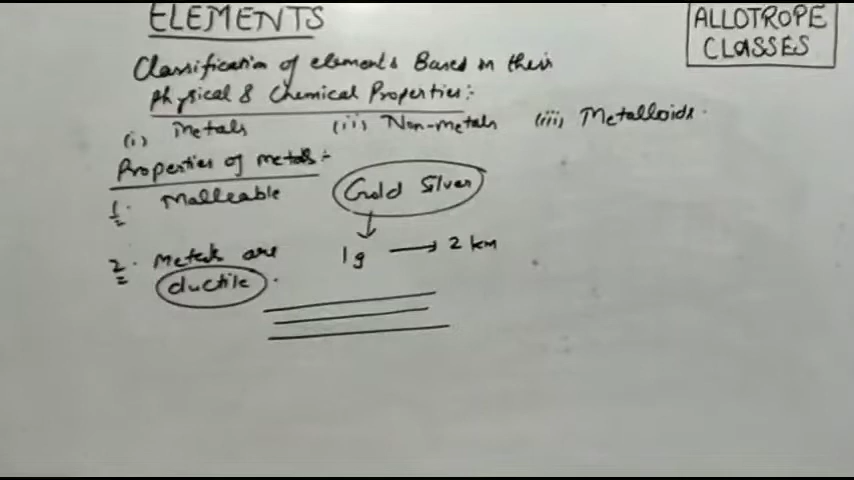 ELEMENTS
ALLOTROPE
CLASSES
Classification of elements Based on their
Physical & Chemical Properties:-
(i) Metals (ii) Non-metals (iii) Metalloids.
Properties of metals:-
1. Malleable Gold Silver
2. Metals are 1g → 2 km
ductile.